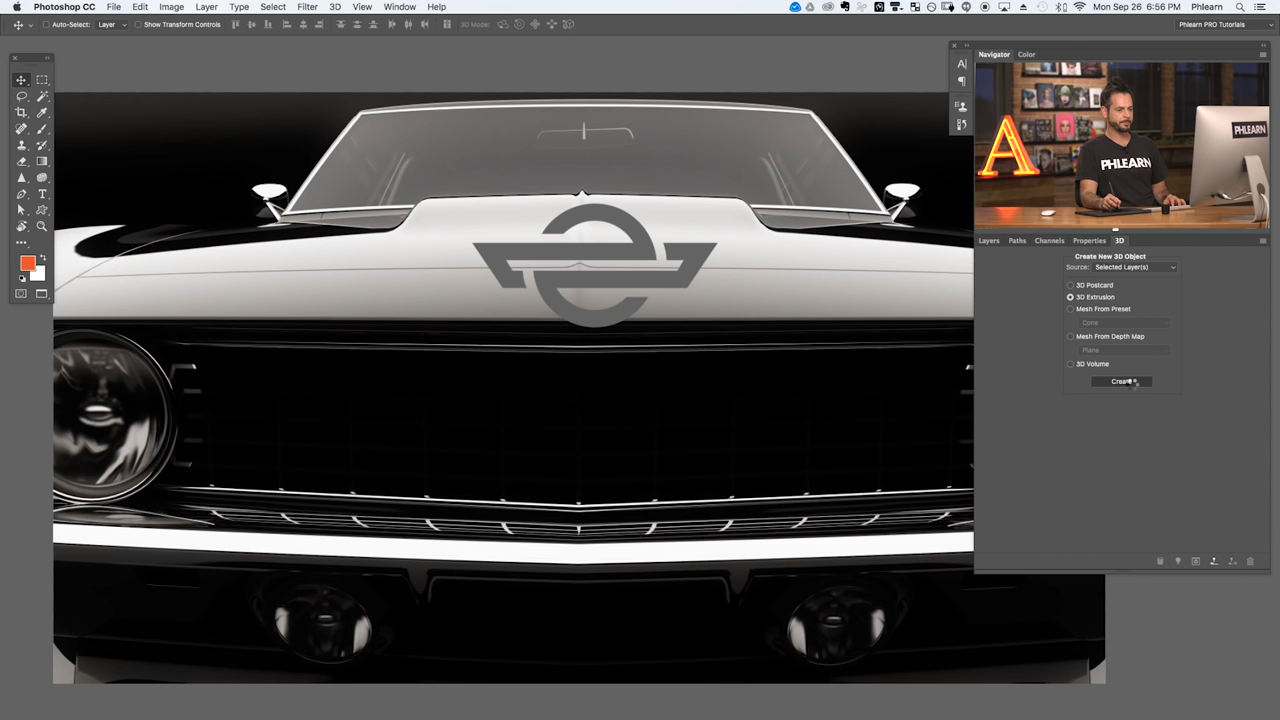 Photoshop CC File Edit Image Layer Type Select Filter 3D View Window Help Mon Sep 26 6:56 PM Phlearn
Auto-Select: Layer Show Transform Controls 3D Mode: Phlearn PRO Tutorials
Navigator Color
A
PHLEARN
PHLEARN
Layers Paths Channels Properties 3D
Create New 3D Object
Source: Selected Layer(s)
3D Postcard
3D Extrusion
Mesh From Preset
Cone
Mesh From Depth Map
Plane
3D Volume
Create